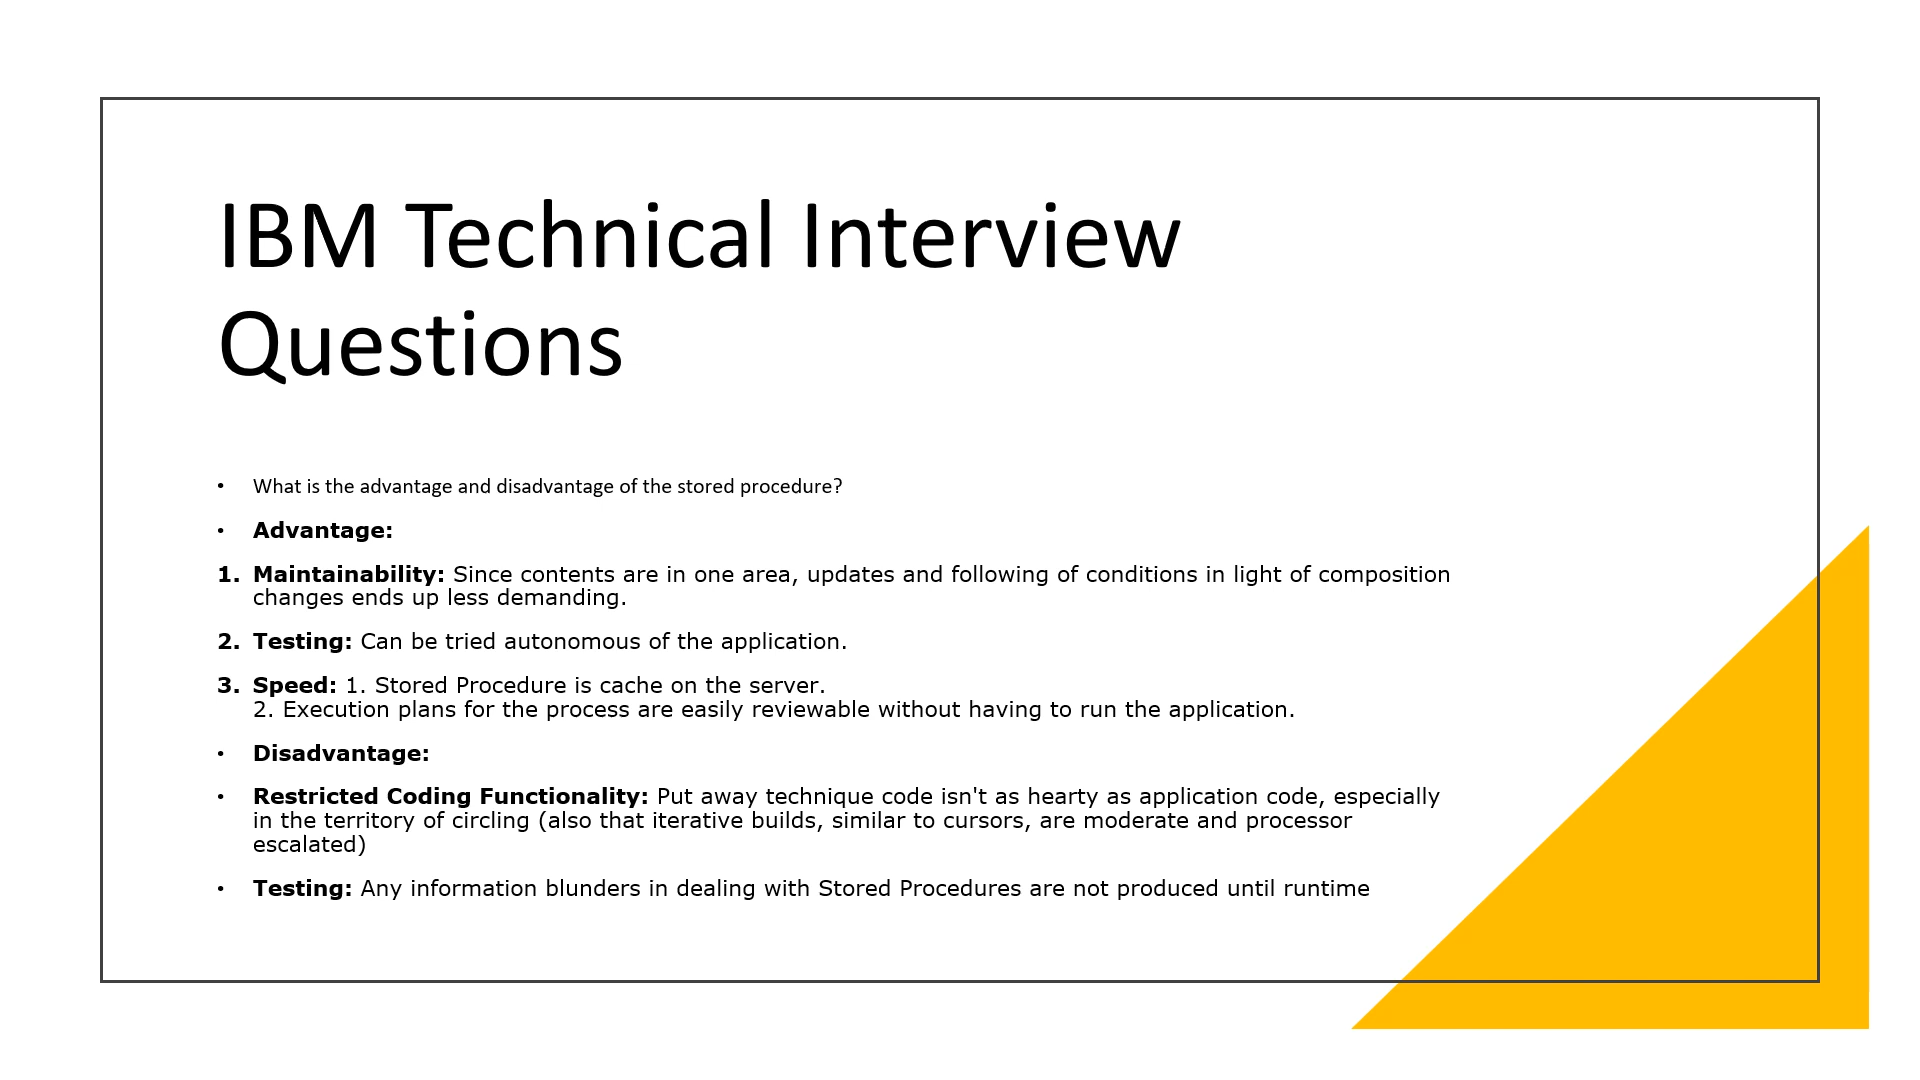 IBM Technical Interview
Questions
• What is the advantage and disadvantage of the stored procedure?
• Advantage:
1. Maintainability: Since contents are in one area, updates and following of conditions in light of composition
changes ends up less demanding.
2. Testing: Can be tried autonomous of the application.
3. Speed: 1. Stored Procedure is cache on the server.
2. Execution plans for the process are easily reviewable without having to run the application.
• Disadvantage:
• Restricted Coding Functionality: Put away technique code isn't as hearty as application code, especially
in the territory of circling (also that iterative builds, similar to cursors, are moderate and processor
escalated)
• Testing: Any information blunders in dealing with Stored Procedures are not produced until runtime